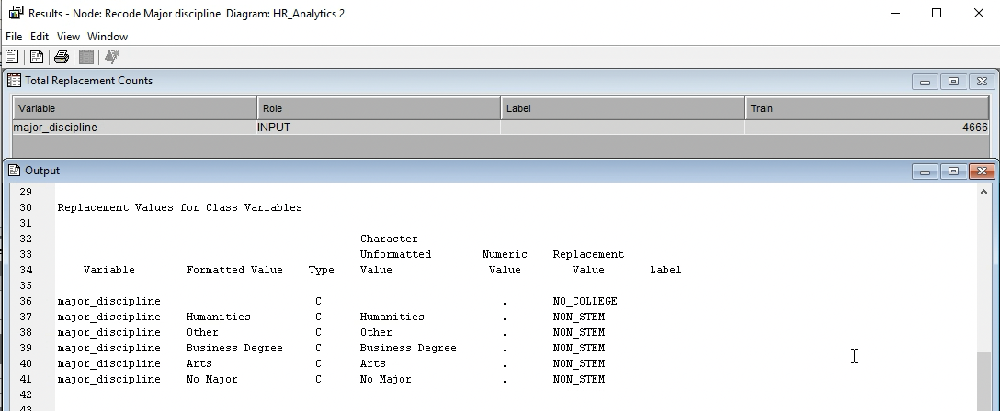 Results - Node: Recode Major discipline Diagram: HR_Analytics 2
File Edit View Window
Total Replacement Counts
Variable Role Label Train
major_discipline INPUT 4666
Output
29
30 Replacement Values for Class Variables
31
32 Character
33 Unformatted Numeric Replacement
34 Variable Formatted Value Type Value Value Value Label
35
36 major_discipline C . NO_COLLEGE
37 major_discipline Humanities C Humanities . NON_STEM
38 major_discipline Other C Other . NON_STEM
39 major_discipline Business Degree C Business Degree . NON_STEM
40 major_discipline Arts C Arts . NON_STEM
41 major_discipline No Major C No Major . NON_STEM
42
43